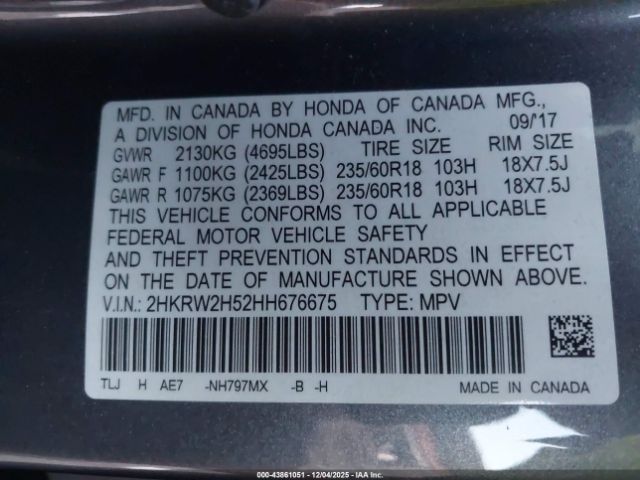 MFD. IN CANADA BY HONDA OF CANADA MFG.,
A DIVISION OF HONDA CANADA INC. 09/'17
GVWR 2130KG (4695LBS) TIRE SIZE RIM SIZE
GAWR F 1100KG (2425LBS) 235/60R18 103H 18X7.5J
GAWR R 1075KG (2369LBS) 235/60R18 103H 18X7.5J
THIS VEHICLE CONFORMS TO ALL APPLICABLE
FEDERAL MOTOR VEHICLE SAFETY
AND THEFT PREVENTION STANDARDS IN EFFECT
ON THE DATE OF MANUFACTURE SHOWN ABOVE.
V.I.N.: 2HKRW2H52HH676675 TYPE: MPV
TLJ H AE7 -NH797MX -B -H
MADE IN CANADA
000-43861051 - 12/04/2025 - IAA Inc.